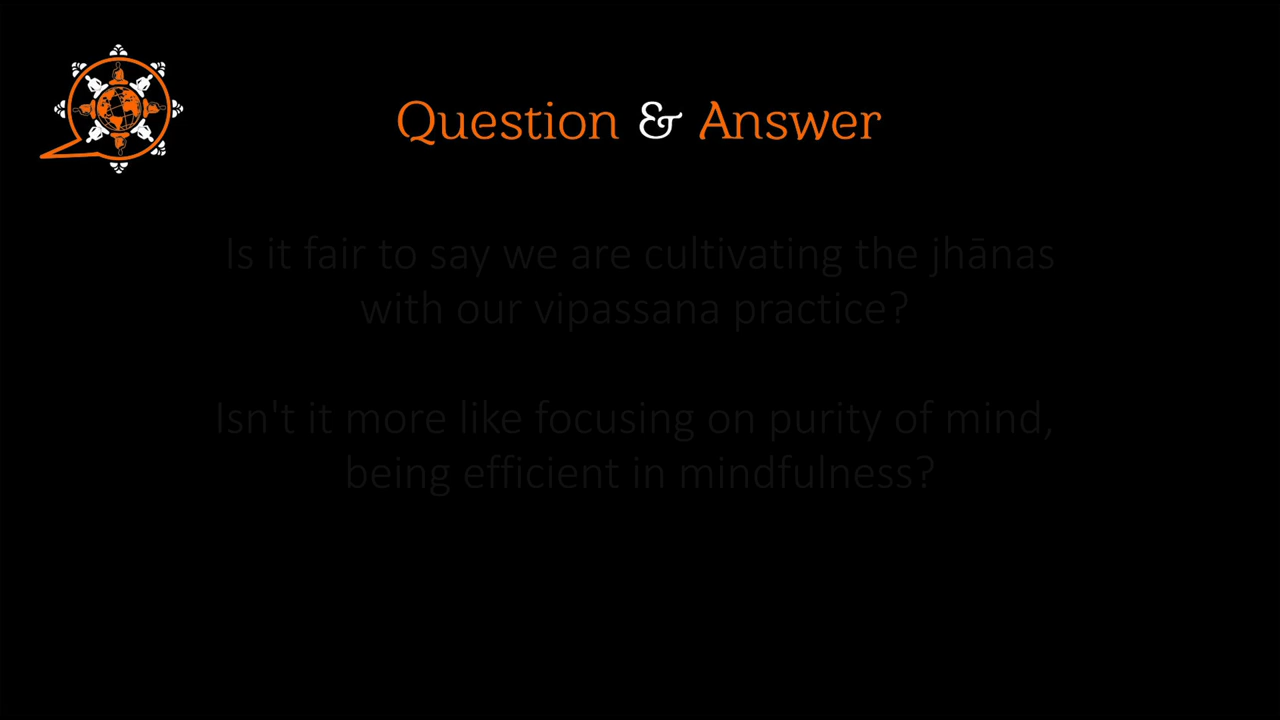 Question & Answer
Is it fair to say we are cultivating the jhānas
with our vipassana practice?
Isn't it more like focusing on purity of mind,
being efficient in mindfulness?